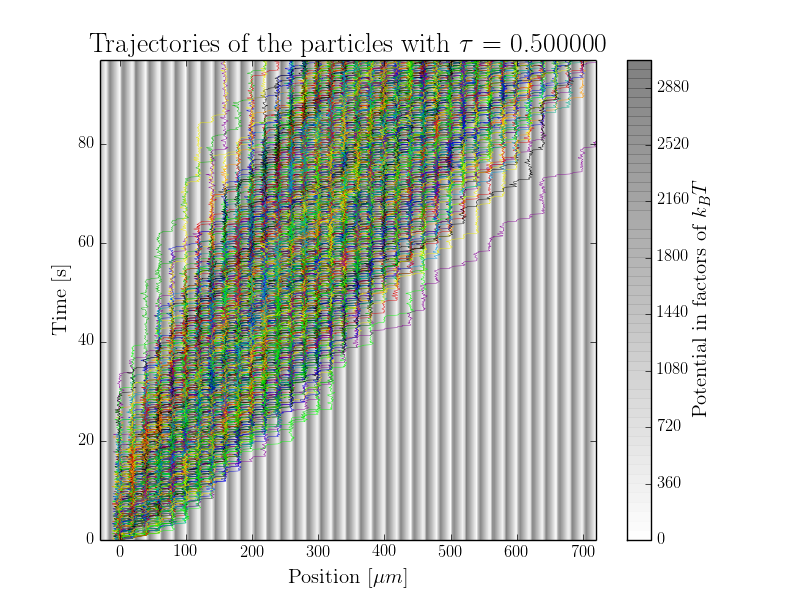 Trajectories of the particles with τ = 0.500000
80
60
40
20
0
Time [s]
0 100 200 300 400 500 600 700
Position [μm]
2880
2520
2160
1800
1440
1080
720
360
0
Potential in factors of k_BT